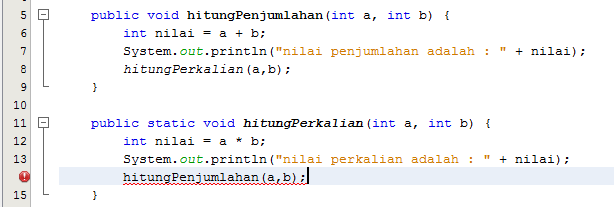 5 public void hitungPenjumlahan(int a, int b) {
6 int nilai = a + b;
7 System.out.println("nilai penjumlahan adalah : " + nilai);
8 hitungPerkalian(a,b);
9 }
10
11 public static void hitungPerkalian(int a, int b) {
12 int nilai = a * b;
13 System.out.println("nilai perkalian adalah : " + nilai);
hitungPenjumlahan(a,b);
15 }